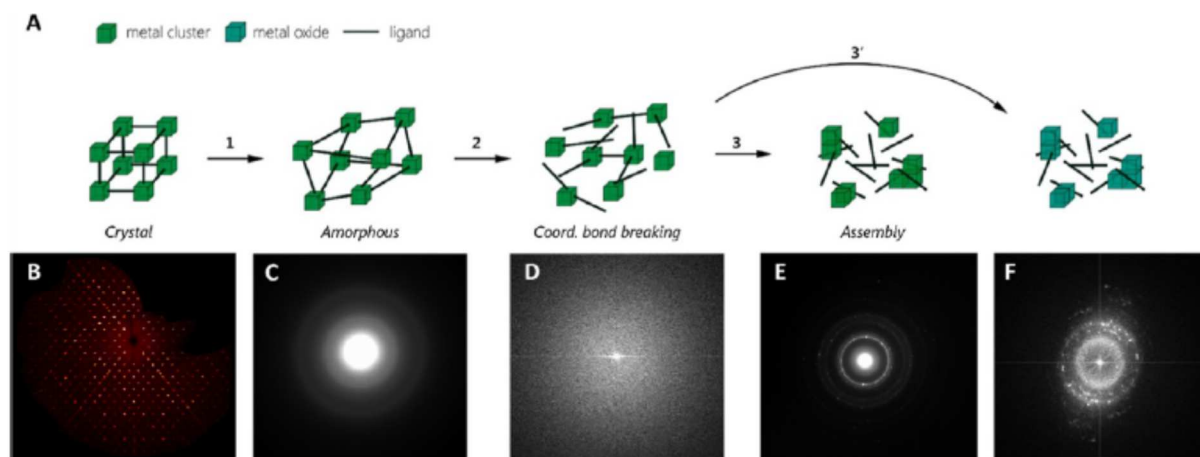 A
metal cluster metal oxide ligand
3′
1 2 3
Crystal Amorphous Coord. bond breaking Assembly
B C D E F